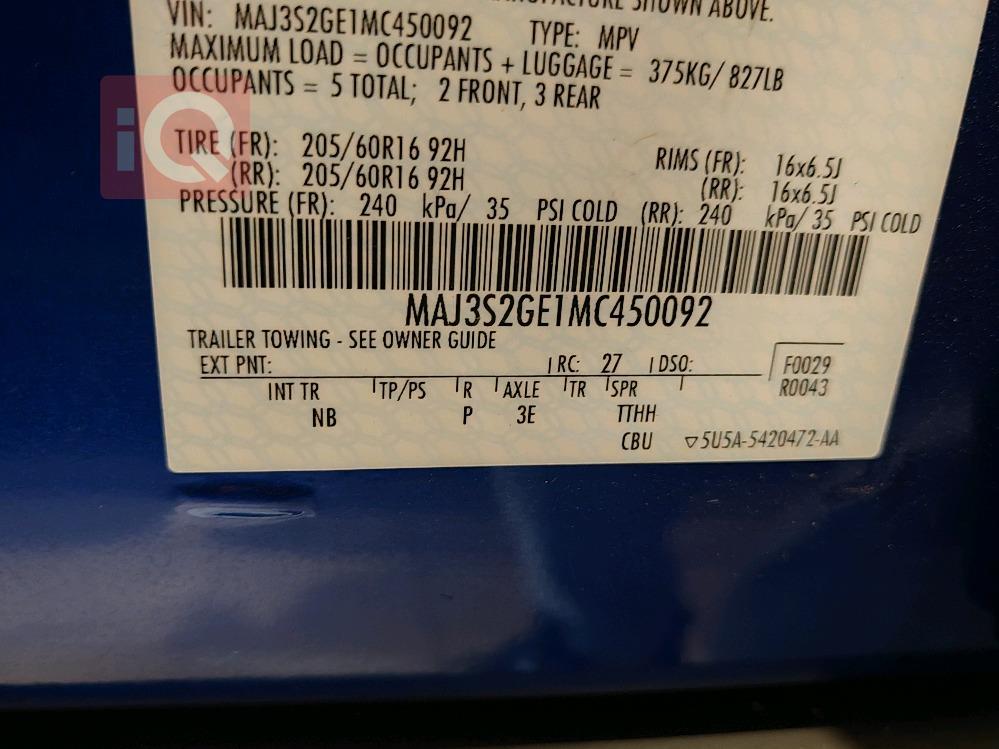 SHOWN ABOVE.
VIN: MAJ3S2GE1MC450092 TYPE: MPV
MAXIMUM LOAD = OCCUPANTS + LUGGAGE = 375KG/ 827LB
OCCUPANTS = 5 TOTAL; 2 FRONT, 3 REAR
iQ
TIRE (FR): 205/60R16 92H RIMS (FR): 16x6.5J
(RR): 205/60R16 92H (RR): 16x6.5J
PRESSURE (FR): 240 kPa/ 35 PSI COLD (RR): 240 kPa/ 35 PSI COLD
MAJ3S2GE1MC450092
TRAILER TOWING - SEE OWNER GUIDE
EXT PNT: RC: 27 DSO: F0029
INT TR TP/PS R AXLE TR SPR R0043
NB P 3E TTHH
CBU ▽5U5A-5420472-AA